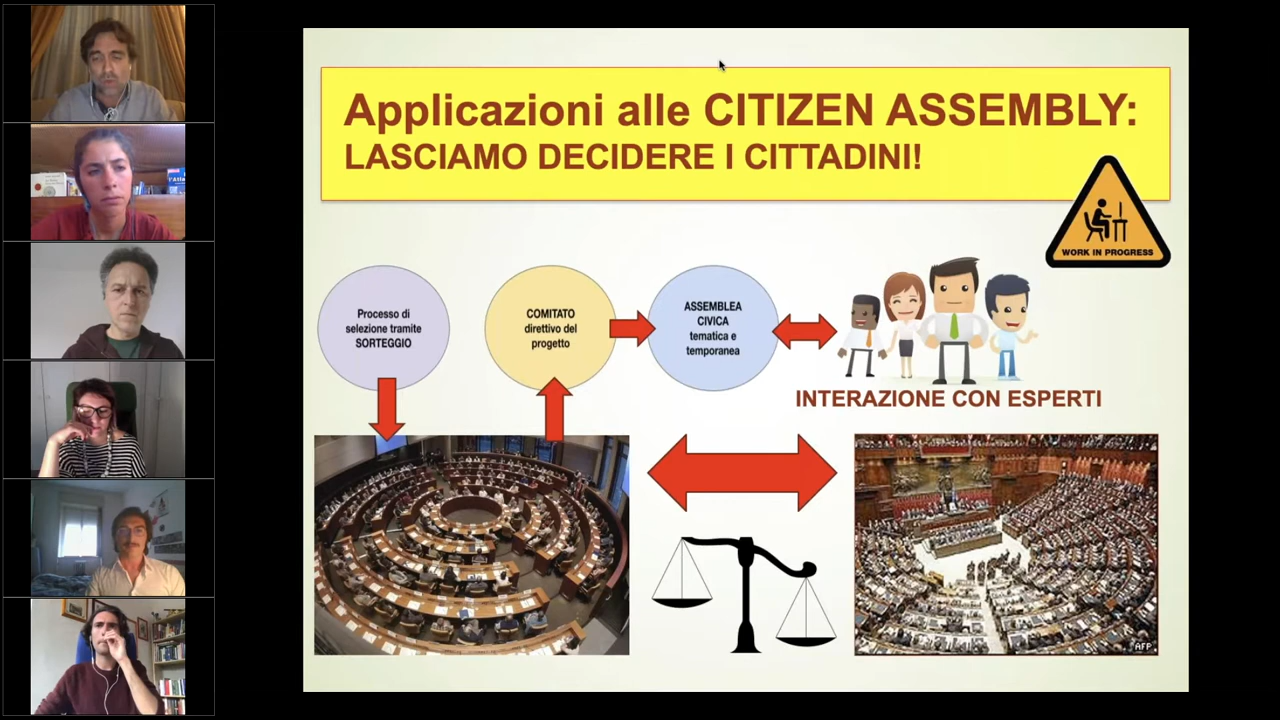 Applicazioni alle CITIZEN ASSEMBLY:
LASCIAMO DECIDERE I CITTADINI!
WORK IN PROGRESS
Processo di
selezione tramite
SORTEGGIO
COMITATO
direttivo del
progetto
ASSEMBLEA
CIVICA
tematica e
temporanea
INTERAZIONE CON ESPERTI
AFP